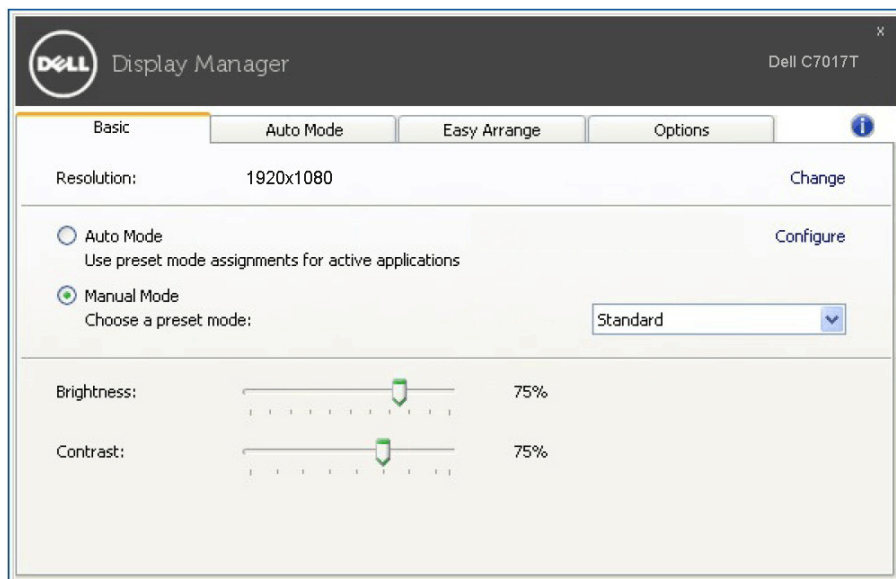 DELL Display Manager
x
Dell C7017T
Basic Auto Mode Easy Arrange Options i
Resolution: 1920x1080 Change
Auto Mode Configure
Use preset mode assignments for active applications
Manual Mode
Choose a preset mode: Standard
Brightness: 75%
Contrast: 75%